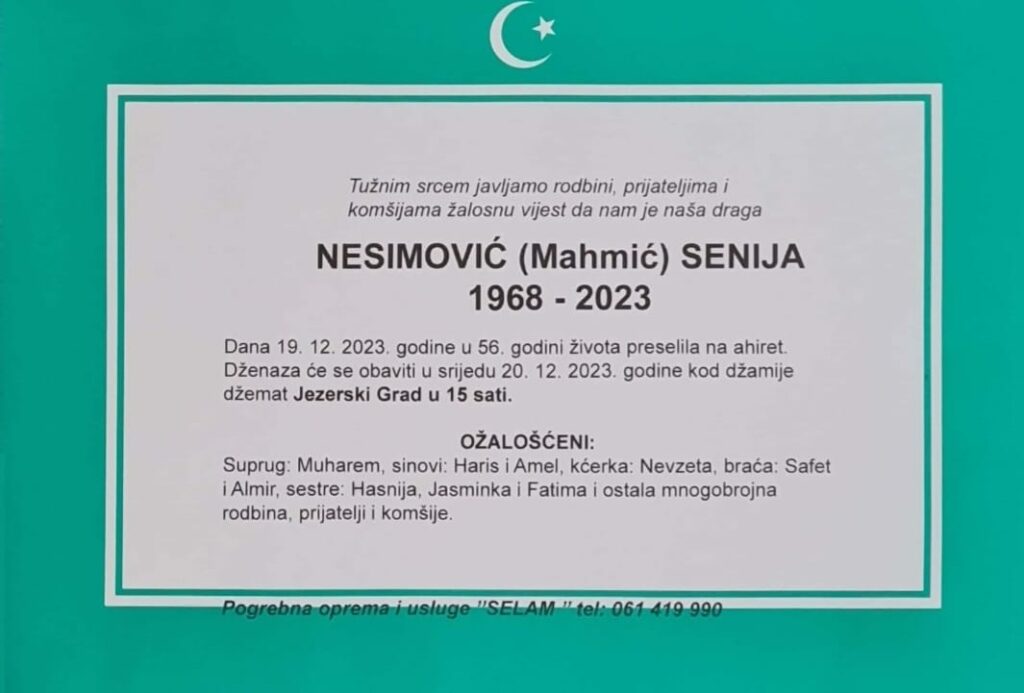 Tužnim srcem javljamo rodbini, prijateljima i
komšijama žalosnu vijest da nam je naša draga
NESIMOVIĆ (Mahmić) SENIJA
1968 - 2023
Dana 19. 12. 2023. godine u 56. godini života preselila na ahiret.
Dženaza će se obaviti u srijedu 20. 12. 2023. godine kod džamije
džemat Jezerski Grad u 15 sati.
OŽALOŠĆENI:
Suprug: Muharem, sinovi: Haris i Amel, kćerka: Nevzeta, braća: Safet
i Almir, sestre: Hasnija, Jasminka i Fatima i ostala mnogobrojna
rodbina, prijatelji i komšije.
Pogrebna oprema i usluge "SELAM " tel: 061 419 990